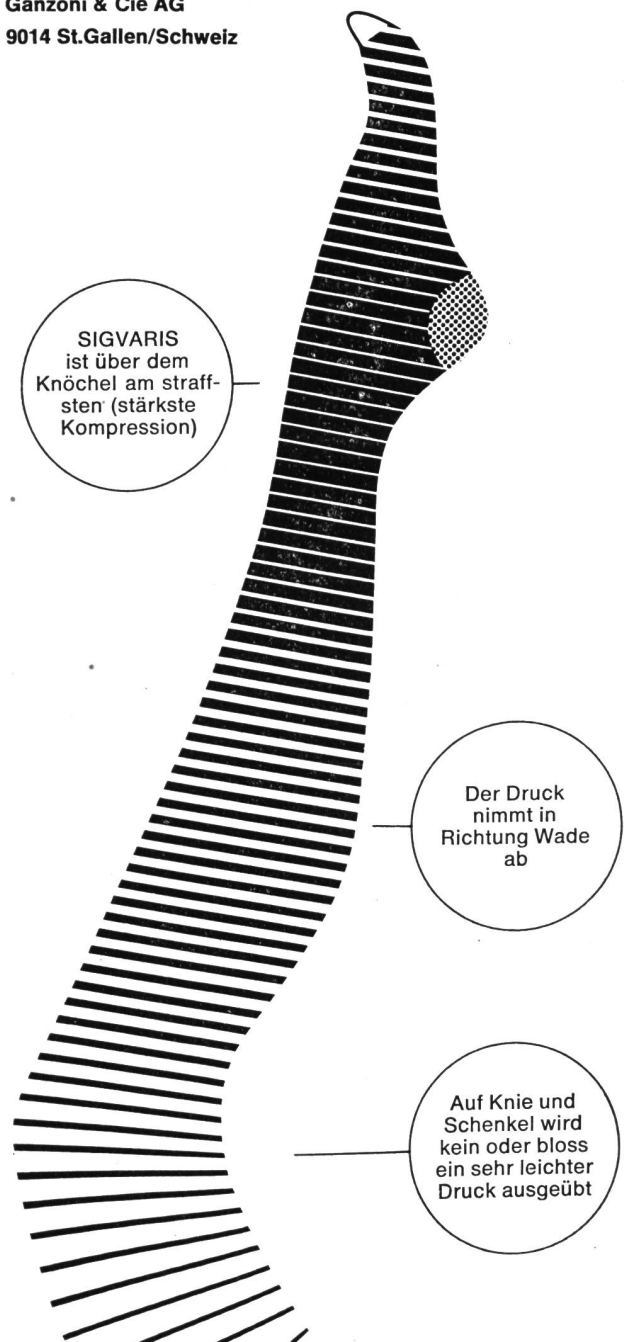 Ganzoni & Cie AG
9014 St.Gallen/Schweiz
SIGVARIS
ist über dem
Knöchel am straff-
sten (stärkste
Kompression)
Der Druck
nimmt in
Richtung Wade
ab
Auf Knie und
Schenkel wird
kein oder bloss
ein sehr leichter
Druck ausgeübt